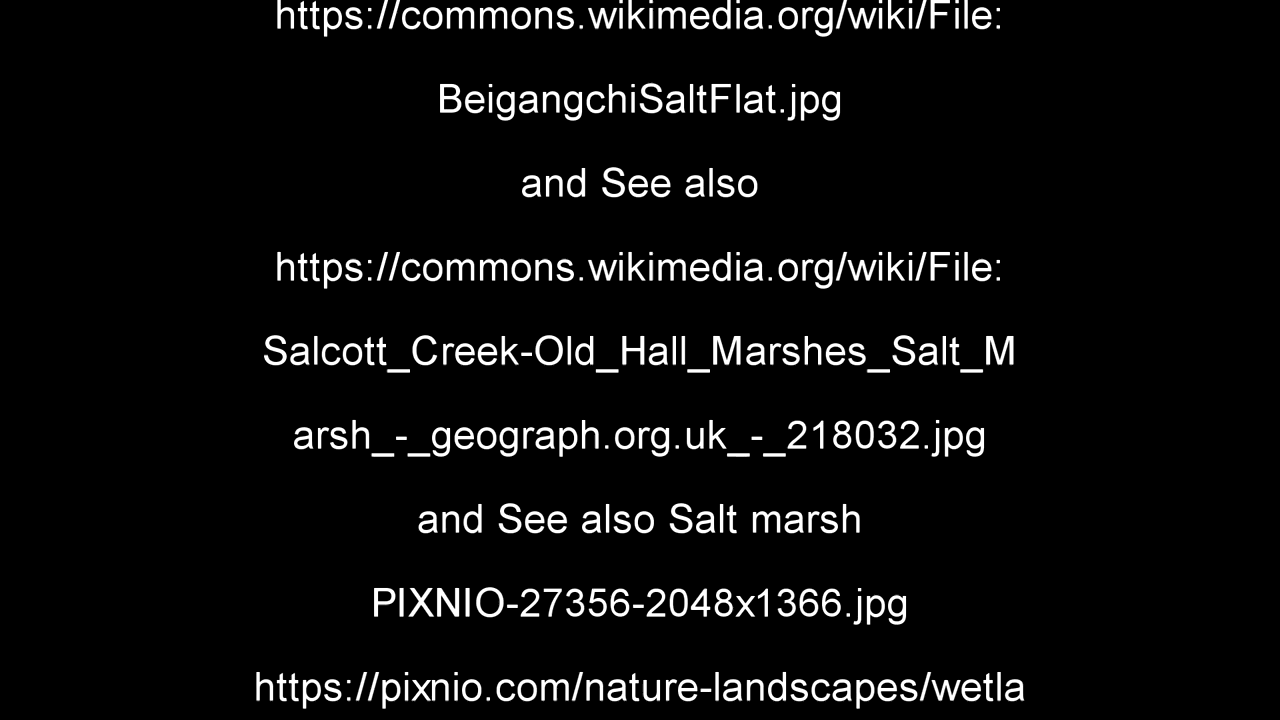 https://commons.wikimedia.org/wiki/File:
BeigangchiSaltFlat.jpg
and See also
https://commons.wikimedia.org/wiki/File:
Salcott_Creek-Old_Hall_Marshes_Salt_M
arsh_-_geograph.org.uk_-_218032.jpg
and See also Salt marsh
PIXNIO-27356-2048x1366.jpg
https://pixnio.com/nature-landscapes/wetla